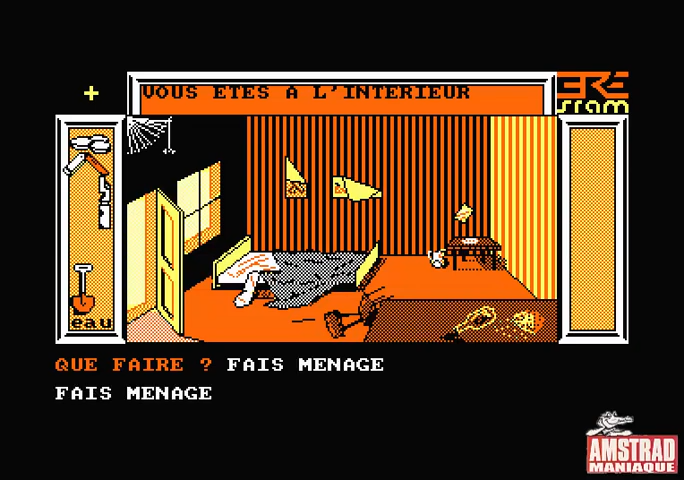 VOUS ETES A L'INTERIEUR
ERE
sram
eau
QUE FAIRE ? FAIS MENAGE
FAIS MENAGE
AMSTRAD
MANIAQUE